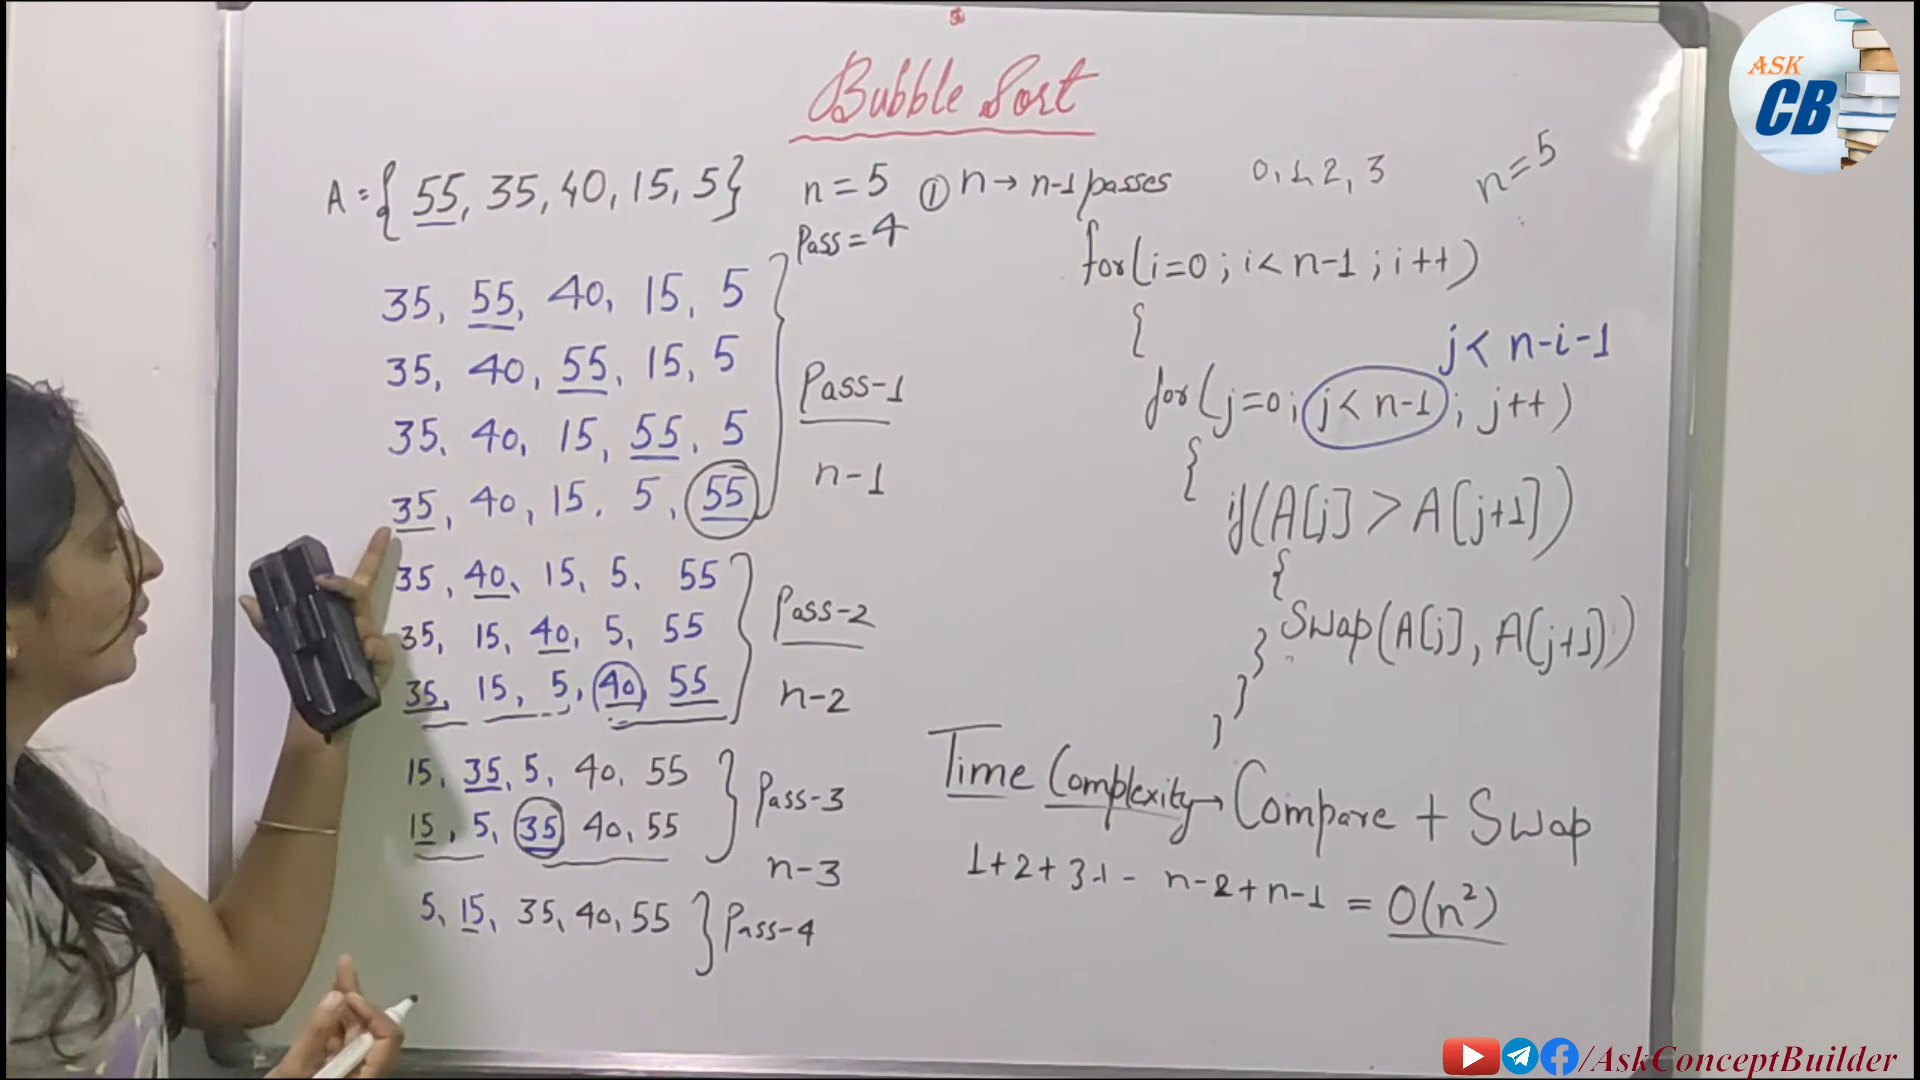 Bubble Sort
A = { 55, 35, 40, 15, 5}
n = 5
Pass = 4
① n → n-1 passes
0, 1, 2, 3
n = 5
35, 55, 40, 15, 5
35, 40, 55, 15, 5
35, 40, 15, 55, 5
35, 40, 15, 5, 55
Pass-1
n-1
35, 40, 15, 5, 55
35, 15, 40, 5, 55
35, 15, 5, 40, 55
Pass-2
n-2
15, 35, 5, 40, 55
15, 5, 35, 40, 55
Pass-3
n-3
5, 15, 35, 40, 55
Pass-4
for(i=0; i< n-1; i++)
{
j< n-i-1
for(j=0; j< n-1; j++)
{
if(A[j] > A[j+1])
{
Swap(A[j], A[j+1])
}
}
}
Time Complexity → Compare + Swap
1+2+3+- n-2+n-1 = O(n²)
ASK
CB
/AskConceptBuilder